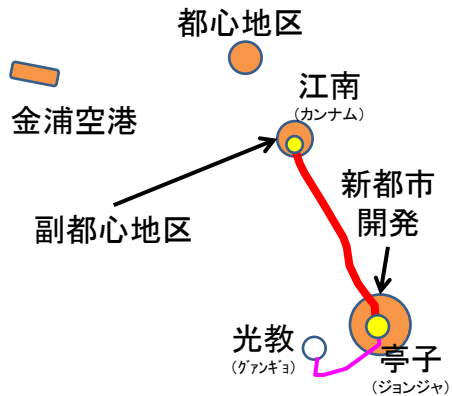 都心地区
金浦空港
江南
(カンナム)
副都心地区
新都市
開発
光教
(グァンギョ)
亭子
(ジョンジャ)